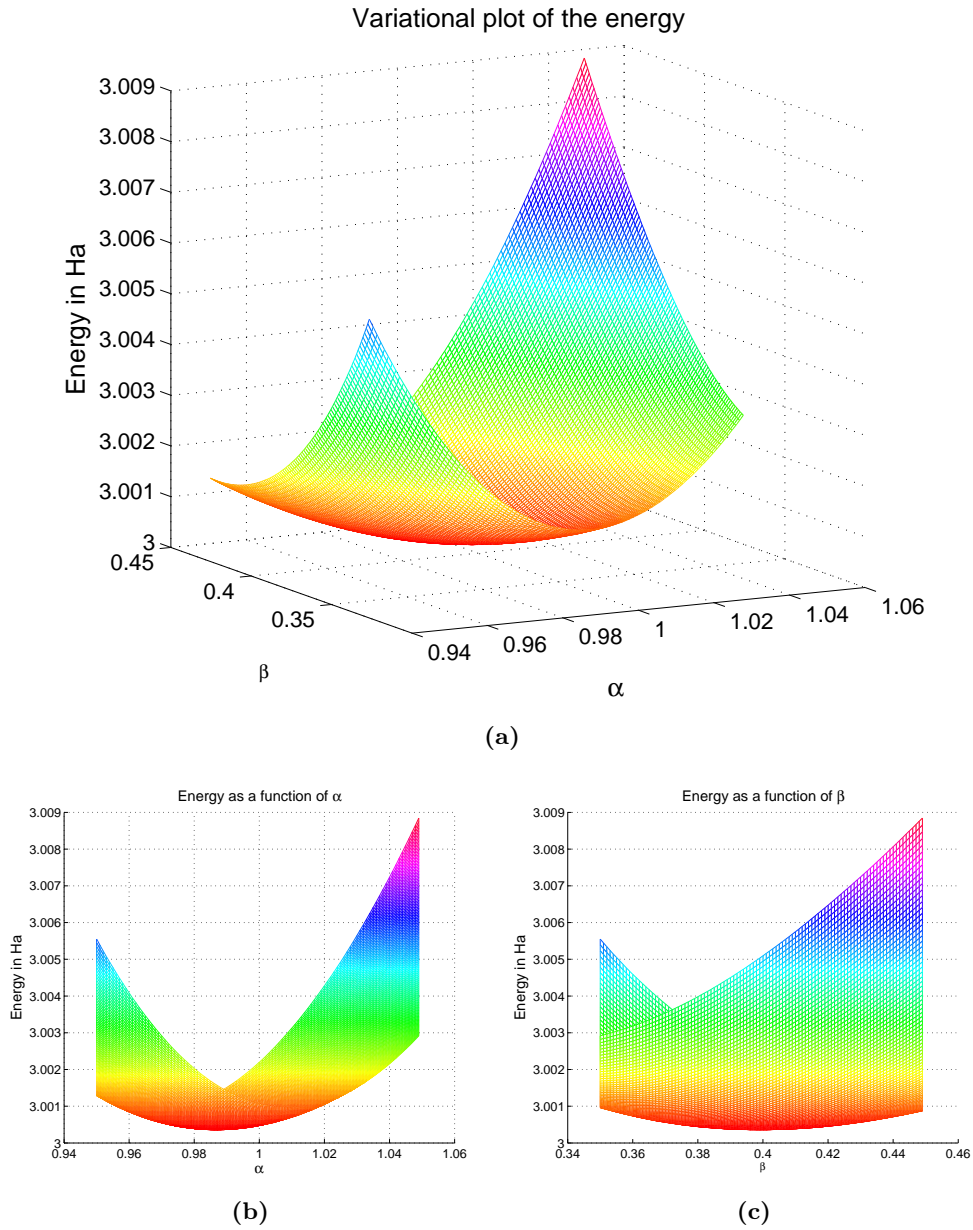 Variational plot of the energy
3.009
3.008
3.007
3.006
3.005
3.004
3.003
3.002
3.001
3
Energy in Ha
0.45
0.4
0.35
β
0.94
0.96
0.98
1
1.02
1.04
1.06
α
(a)
Energy as a function of α
3.009
3.008
3.007
3.006
3.005
3.004
3.003
3.002
3.001
3
Energy in Ha
0.94 0.96 0.98 1 1.02 1.04 1.06
α
(b)
Energy as a function of β
3.009
3.008
3.007
3.006
3.005
3.004
3.003
3.002
3.001
3
Energy in Ha
0.34 0.36 0.38 0.4 0.42 0.44 0.46
β
(c)